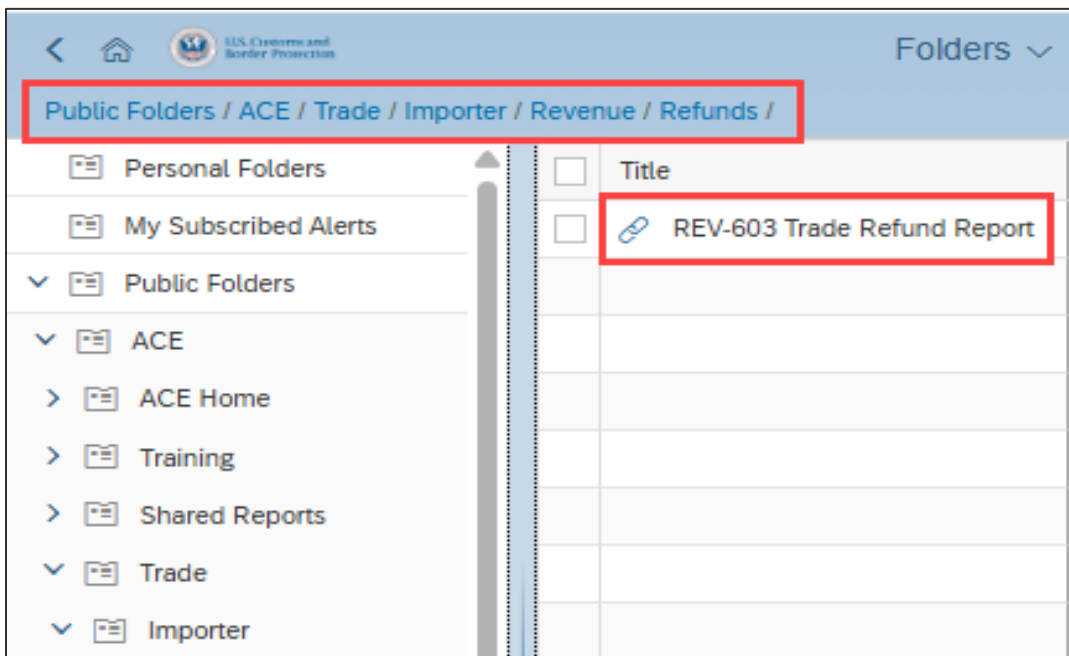 U.S. Customs and
Border Protection
Folders
Public Folders / ACE / Trade / Importer / Revenue / Refunds /
Personal Folders
Title
My Subscribed Alerts
REV-603 Trade Refund Report
Public Folders
ACE
ACE Home
Training
Shared Reports
Trade
Importer